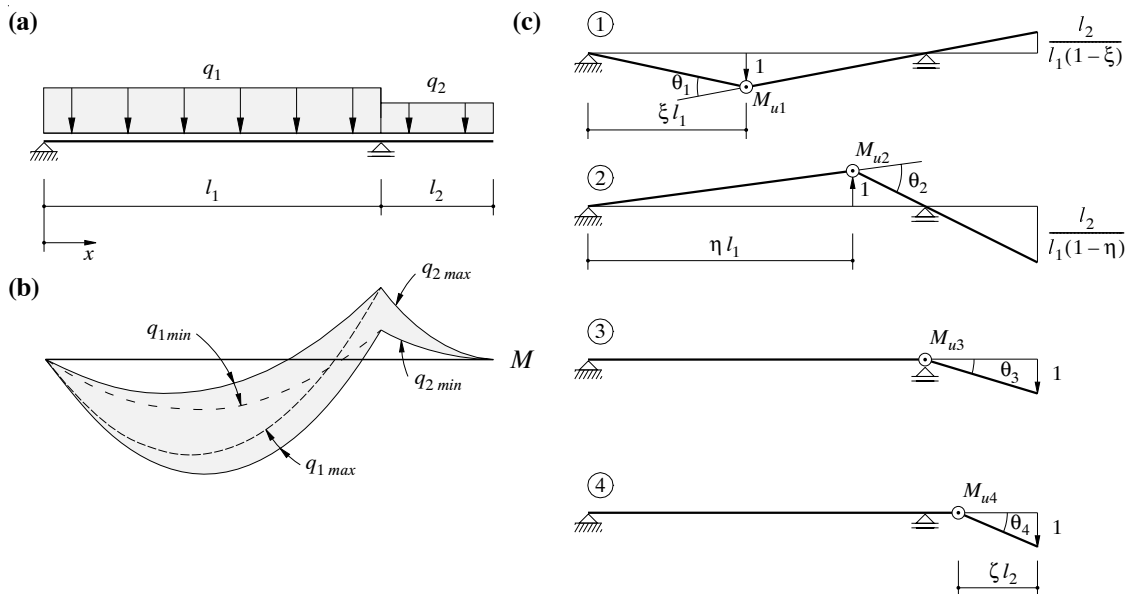 (a)
q1
q2
l1
l2
x
(b)
q2 max
q1min
M
q2 min
q1 max
(c)
1
1
θ1
Mu1
ξ l1
l2
l1(1 – ξ)
2
Mu2
1
θ2
η l1
l2
l1(1 – η)
3
Mu3
θ3
1
4
Mu4
θ4
1
ζ l2